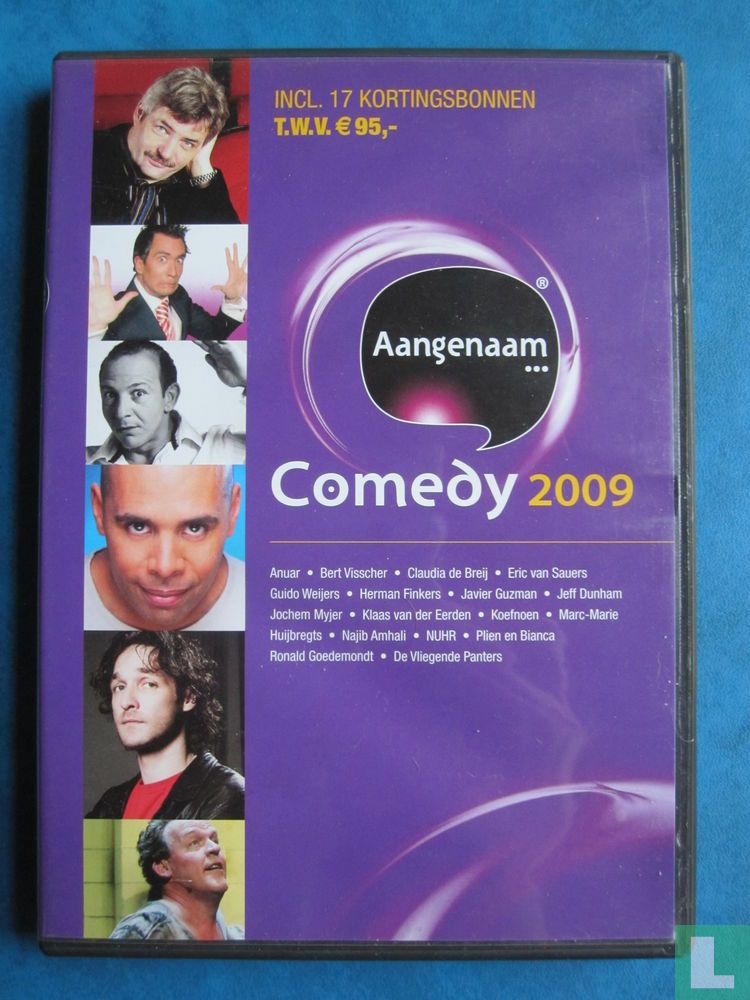 INCL. 17 KORTINGSBONNEN
T.W.V. € 95,-
®
Aangenaam
...
Comedy 2009
Anuar • Bert Visscher • Claudia de Breij • Eric van Sauers
Guido Weijers • Herman Finkers • Javier Guzman • Jeff Dunham
Jochem Myjer • Klaas van der Eerden • Koefnoen • Marc-Marie
Huijbregts • Najib Amhali • NUHR • Plien en Bianca
Ronald Goedemondt • De Vliegende Panters
L